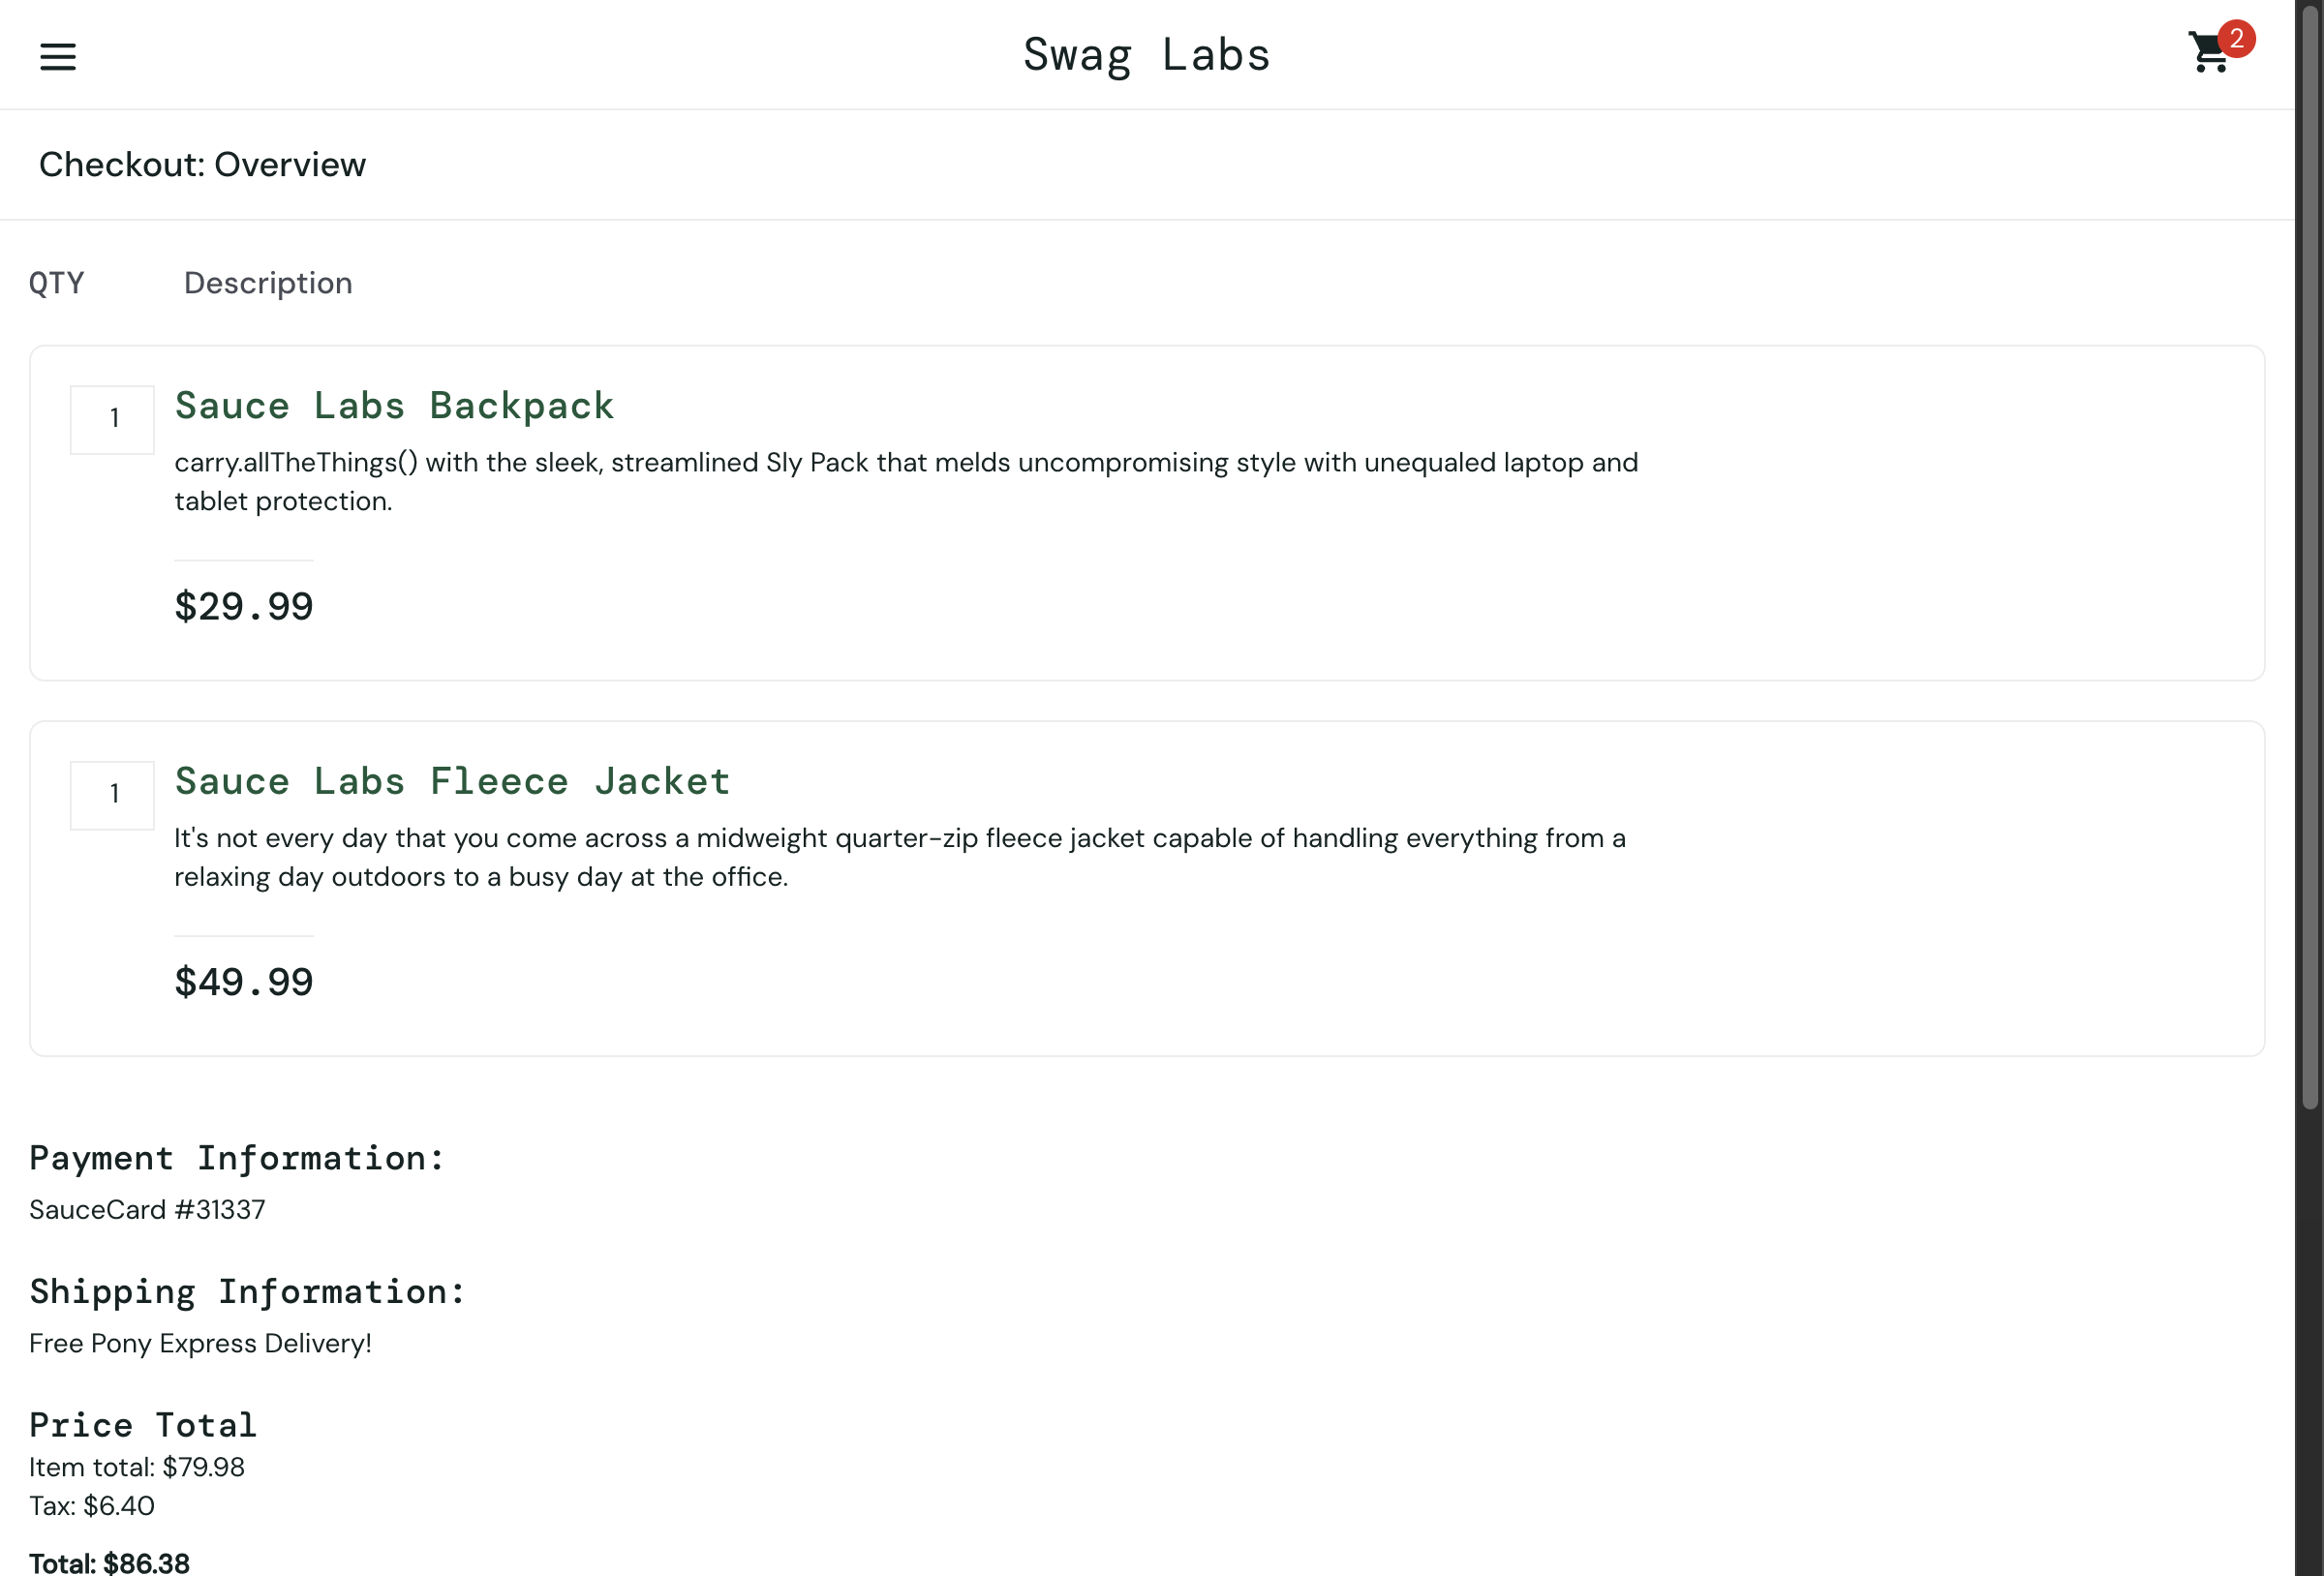 Swag Labs
2
Checkout: Overview
QTY Description
1
Sauce Labs Backpack
carry.allTheThings() with the sleek, streamlined Sly Pack that melds uncompromising style with unequaled laptop and
tablet protection.
$29.99
1
Sauce Labs Fleece Jacket
It's not every day that you come across a midweight quarter-zip fleece jacket capable of handling everything from a
relaxing day outdoors to a busy day at the office.
$49.99
Payment Information:
SauceCard #31337
Shipping Information:
Free Pony Express Delivery!
Price Total
Item total: $79.98
Tax: $6.40
Total: $86.38